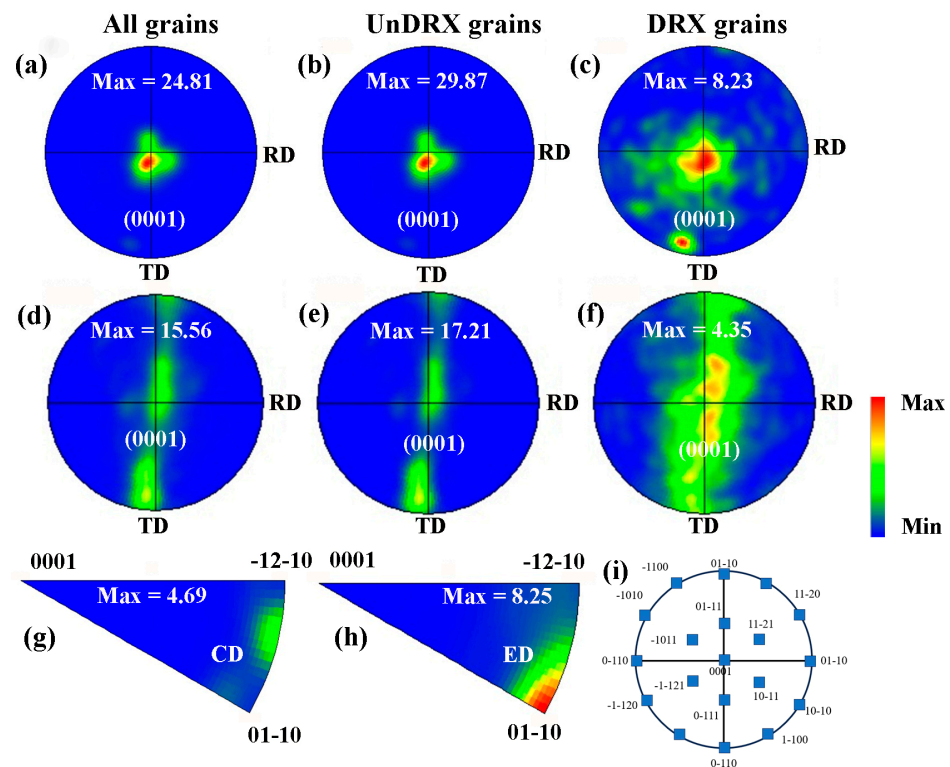 All grains UnDRX grains DRX grains
(a) Max = 24.81 RD (0001) TD
(b) Max = 29.87 RD (0001) TD
(c) Max = 8.23 RD (0001) TD
(d) Max = 15.56 RD (0001) TD
(e) Max = 17.21 RD (0001) TD
(f) Max = 4.35 RD (0001) TD
Max
Min
(g) 0001 -12-10
Max = 4.69
CD
01-10
(h) 0001 -12-10
Max = 8.25
ED
01-10
(i)
01-10
-1100
-1010
11-20
01-11
-1011
11-21
0-110
0001
01-10
-1-121
10-11
-1-120
0-111
10-10
1-100
0-110